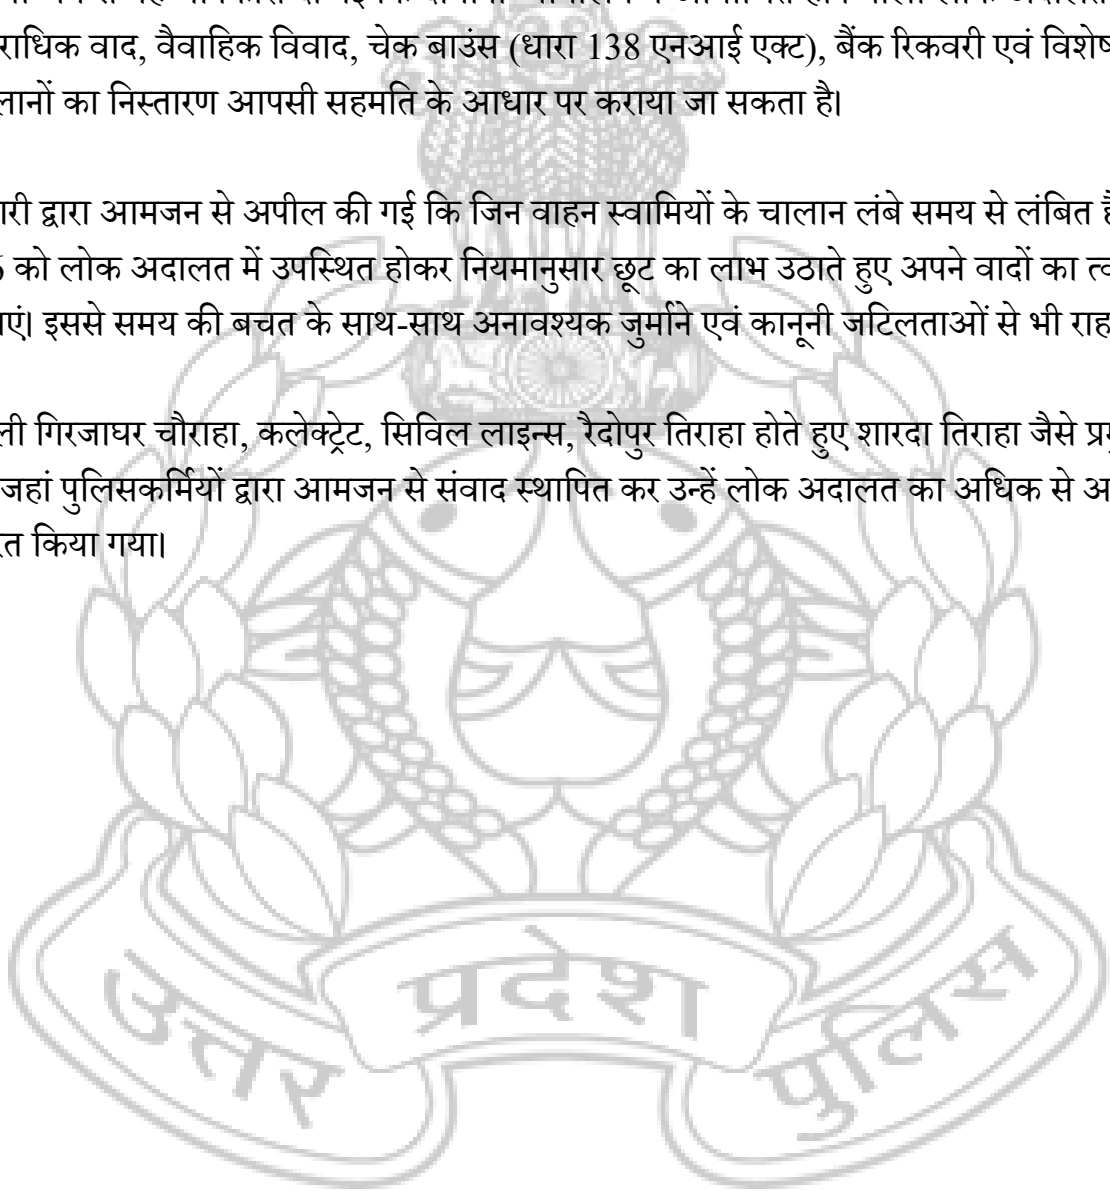 राधिक वाद, वैवाहिक विवाद, चेक बाउंस (धारा 138 एनआई एक्ट), बैंक रिकवरी एवं विशेष
लानों का निस्तारण आपसी सहमति के आधार पर कराया जा सकता है।
ारी द्वारा आमजन से अपील की गई कि जिन वाहन स्वामियों के चालान लंबे समय से लंबित
को लोक अदालत में उपस्थित होकर नियमानुसार छूट का लाभ उठाते हुए अपने वादों का त्व
एं। इससे समय की बचत के साथ-साथ अनावश्यक जुर्माने एवं कानूनी जटिलताओं से भी राह
ली गिरजाघर चौराहा, कलेक्ट्रेट, सिविल लाइन्स, रैदोपुर तिराहा होते हुए शारदा तिराहा जैसे प्रमु
जहां पुलिसकर्मियों द्वारा आमजन से संवाद स्थापित कर उन्हें लोक अदालत का अधिक से अ
रत किया गया।
उत्तर प्रदेश पुलिस